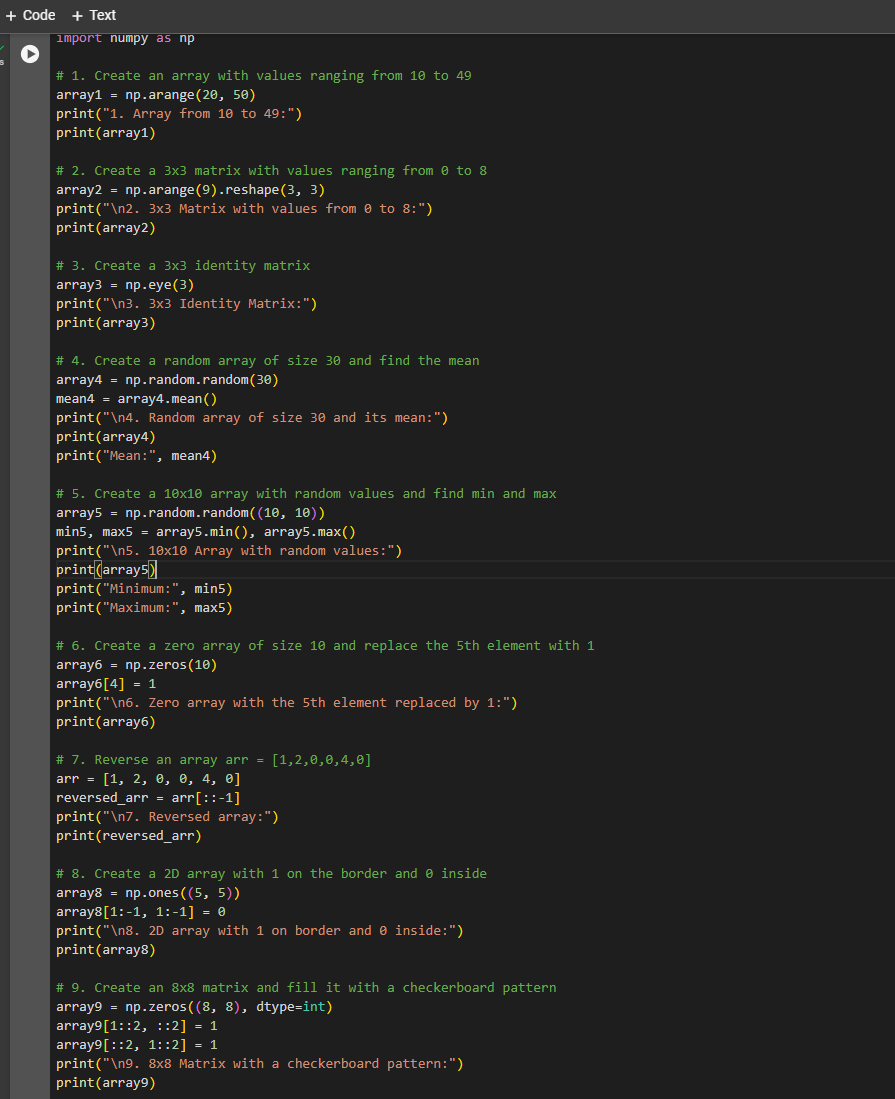 + Code + Text
import numpy as np
# 1. Create an array with values ranging from 10 to 49
array1 = np.arange(20, 50)
print("1. Array from 10 to 49:")
print(array1)
# 2. Create a 3x3 matrix with values ranging from 0 to 8
array2 = np.arange(9).reshape(3, 3)
print("\n2. 3x3 Matrix with values from 0 to 8:")
print(array2)
# 3. Create a 3x3 identity matrix
array3 = np.eye(3)
print("\n3. 3x3 Identity Matrix:")
print(array3)
# 4. Create a random array of size 30 and find the mean
array4 = np.random.random(30)
mean4 = array4.mean()
print("\n4. Random array of size 30 and its mean:")
print(array4)
print("Mean:", mean4)
# 5. Create a 10x10 array with random values and find min and max
array5 = np.random.random((10, 10))
min5, max5 = array5.min(), array5.max()
print("\n5. 10x10 Array with random values:")
print(array5)
print("Minimum:", min5)
print("Maximum:", max5)
# 6. Create a zero array of size 10 and replace the 5th element with 1
array6 = np.zeros(10)
array6[4] = 1
print("\n6. Zero array with the 5th element replaced by 1:")
print(array6)
# 7. Reverse an array arr = [1,2,0,0,4,0]
arr = [1, 2, 0, 0, 4, 0]
reversed_arr = arr[::-1]
print("\n7. Reversed array:")
print(reversed_arr)
# 8. Create a 2D array with 1 on the border and 0 inside
array8 = np.ones((5, 5))
array8[1:-1, 1:-1] = 0
print("\n8. 2D array with 1 on border and 0 inside:")
print(array8)
# 9. Create an 8x8 matrix and fill it with a checkerboard pattern
array9 = np.zeros((8, 8), dtype=int)
array9[1::2, ::2] = 1
array9[::2, 1::2] = 1
print("\n9. 8x8 Matrix with a checkerboard pattern:")
print(array9)